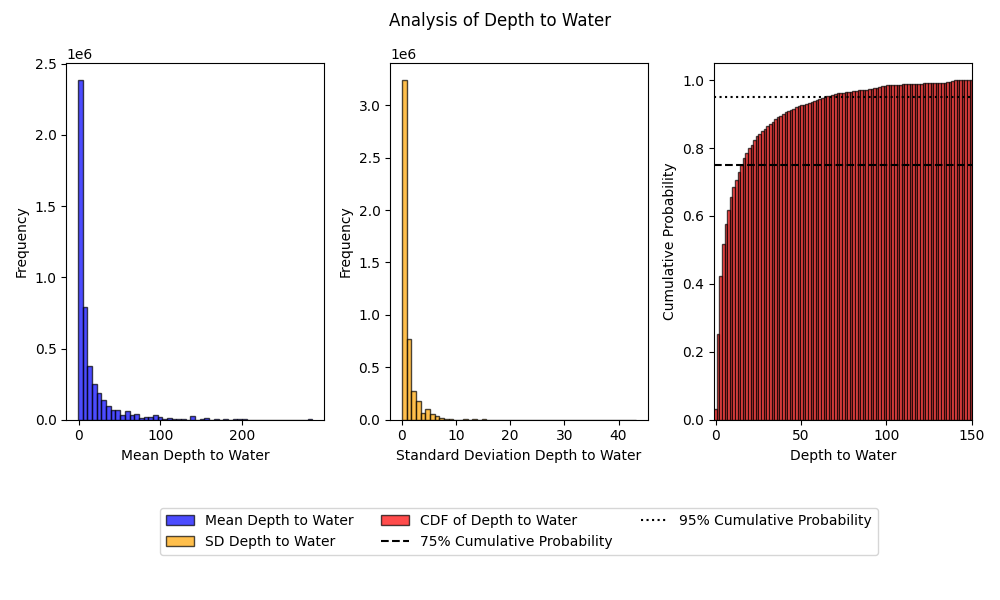 Analysis of Depth to Water
1e6
2.5
2.0
1.5
1.0
0.5
0.0
Frequency
0
100
200
Mean Depth to Water
1e6
3.0
2.5
2.0
1.5
1.0
0.5
0.0
Frequency
0
10
20
30
40
Standard Deviation Depth to Water
1.0
0.8
0.6
0.4
0.2
0.0
Cumulative Probability
0
50
100
150
Depth to Water
Mean Depth to Water
SD Depth to Water
CDF of Depth to Water
75% Cumulative Probability
95% Cumulative Probability